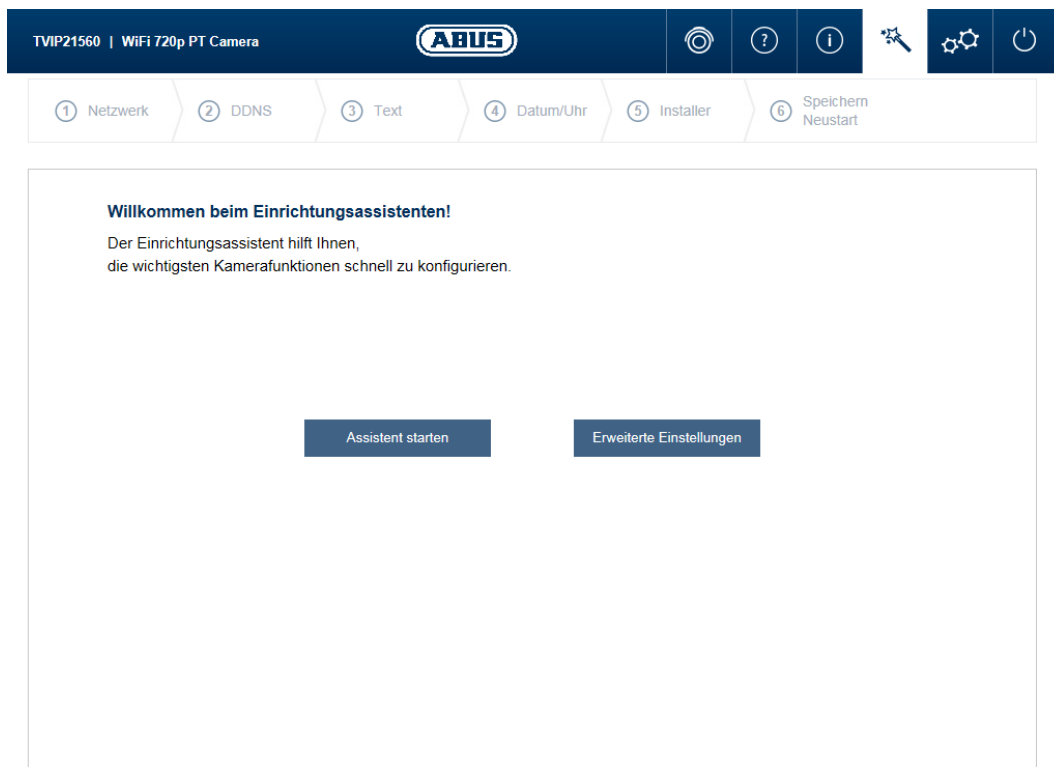 TVIP21560 | WiFi 720p PT Camera
ABUS
?
i
1 Netzwerk
2 DDNS
3 Text
4 Datum/Uhr
5 Installer
6 Speichern
Neustart
Willkommen beim Einrichtungsassistenten!
Der Einrichtungsassistent hilft Ihnen,
die wichtigsten Kamerafunktionen schnell zu konfigurieren.
Assistent starten
Erweiterte Einstellungen